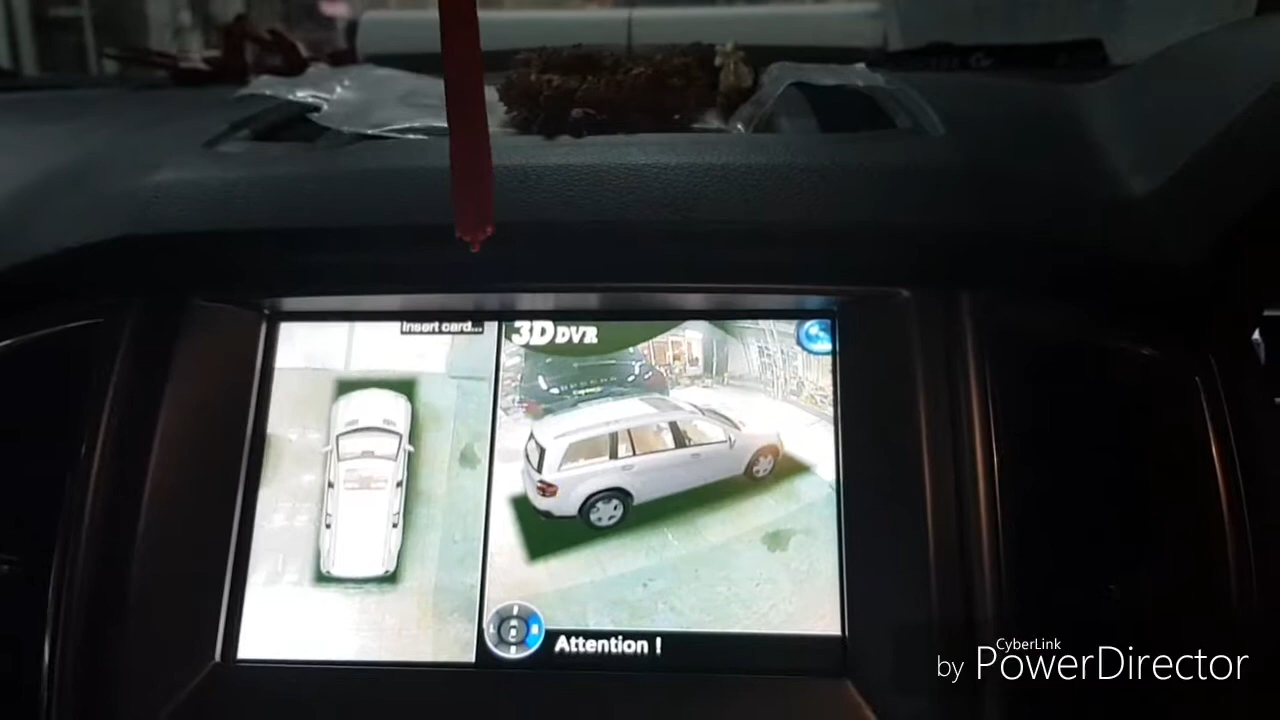 Insert card...
3D DVR
Attention !
CyberLink
by PowerDirector